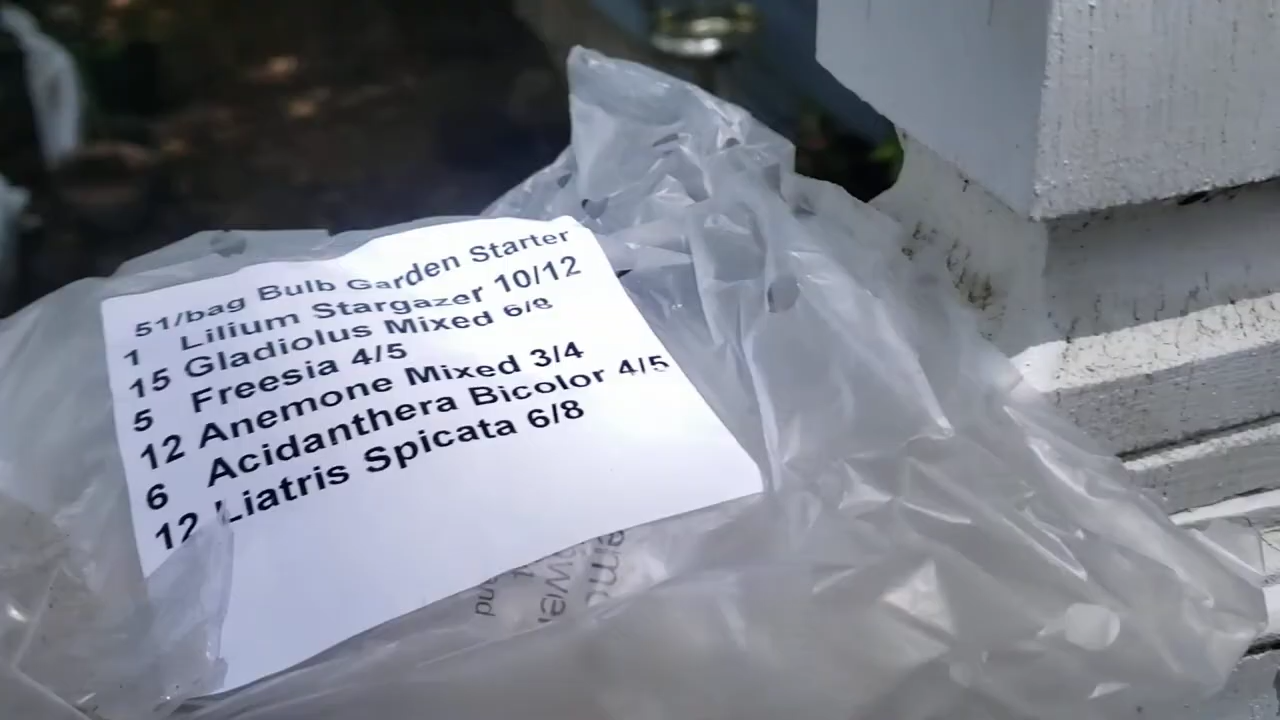 51/bag Bulb Garden Starter
1 Lilium Stargazer 10/12
15 Gladiolus Mixed 6/8
5 Freesia 4/5
12 Anemone Mixed 3/4
6 Acidanthera Bicolor 4/5
12 Liatris Spicata 6/8